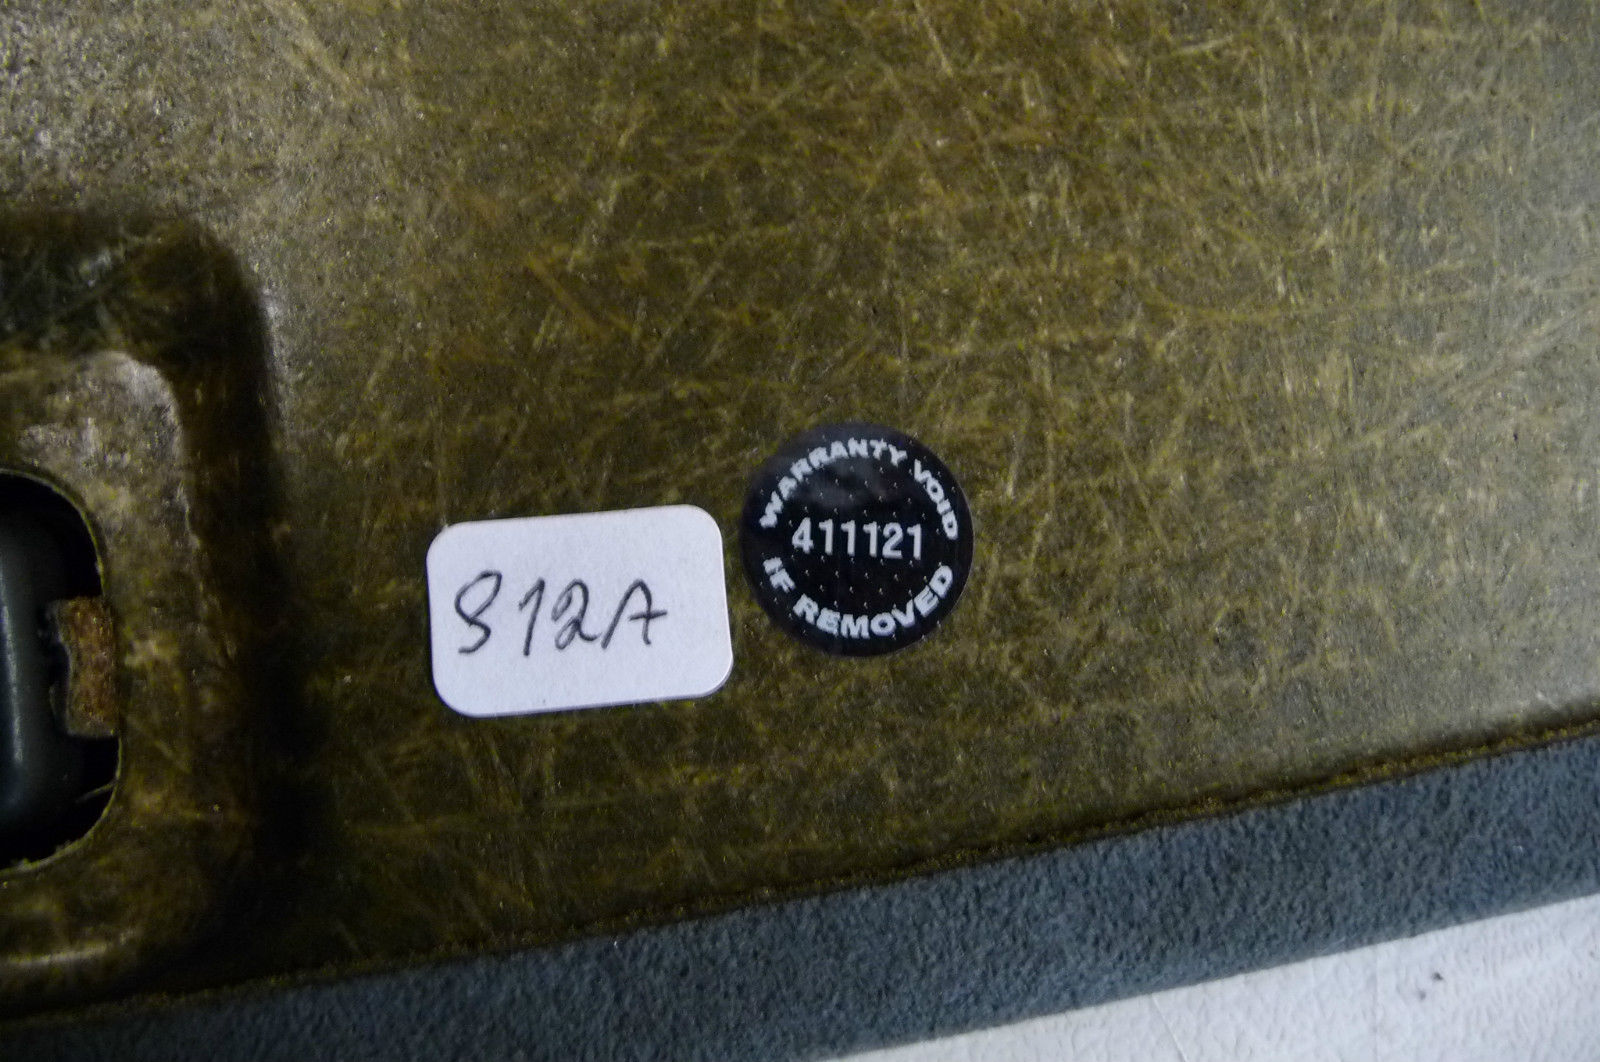 812A
WARRANTY VOID
411121
IF REMOVED